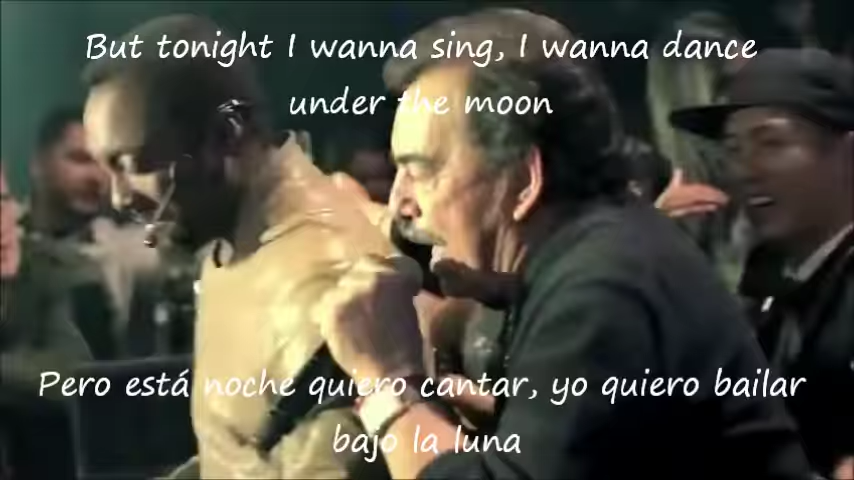 But tonight I wanna sing, I wanna dance
under the moon
Pero está noche quiero cantar, yo quiero bailar
bajo la luna